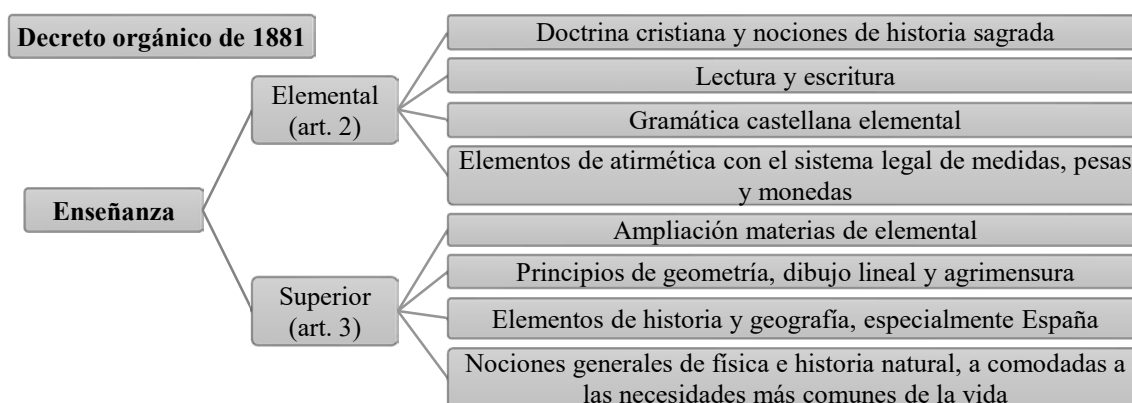 Decreto orgánico de 1881
Enseñanza
Elemental
(art. 2)
Doctrina cristiana y nociones de historia sagrada
Lectura y escritura
Gramática castellana elemental
Elementos de atirmética con el sistema legal de medidas, pesas
y monedas
Superior
(art. 3)
Ampliación materias de elemental
Principios de geometría, dibujo lineal y agrimensura
Elementos de historia y geografía, especialmente España
Nociones generales de física e historia natural, a comodadas a
las necesidades más comunes de la vida